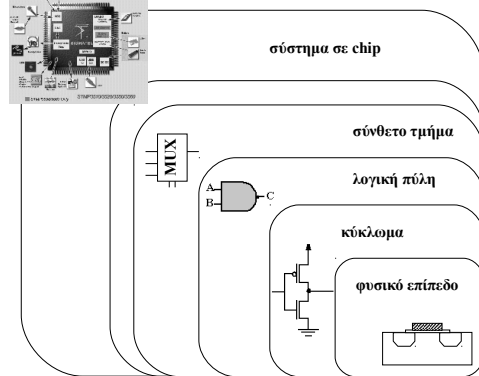 σύστημα σε chip
σύνθετο τμήμα
MUX
λογική πύλη
A
B
C
κύκλωμα
φυσικό επίπεδο